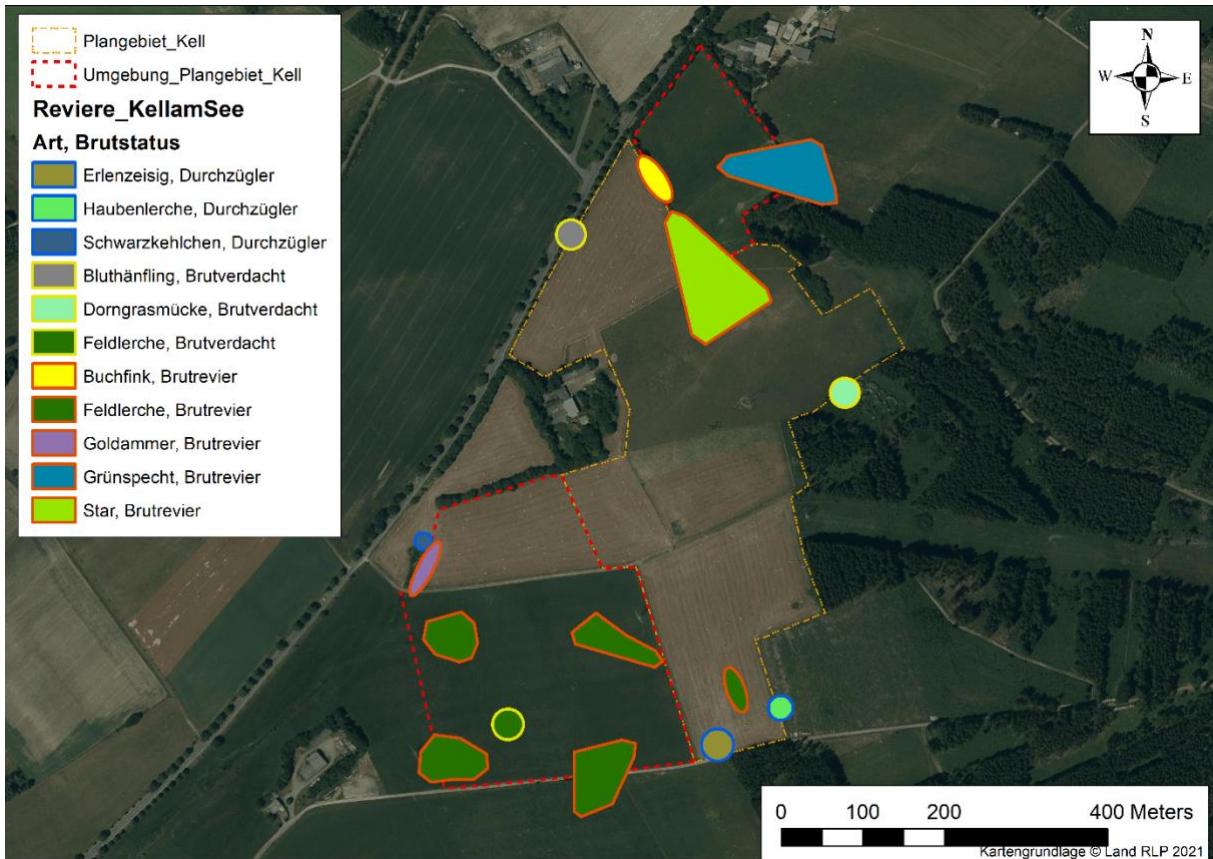 Plangebiet_Kell
Umgebung_Plangebiet_Kell
Reviere_KellamSee
Art, Brutstatus
Erlenzeisig, Durchzügler
Haubenlerche, Durchzügler
Schwarzkehlchen, Durchzügler
Bluthänfling, Brutverdacht
Dorngrasmücke, Brutverdacht
Feldlerche, Brutverdacht
Buchfink, Brutrevier
Feldlerche, Brutrevier
Goldammer, Brutrevier
Grünspecht, Brutrevier
Star, Brutrevier
N
W E
S
0 100 200 400 Meters
Kartengrundlage © Land RLP 2021